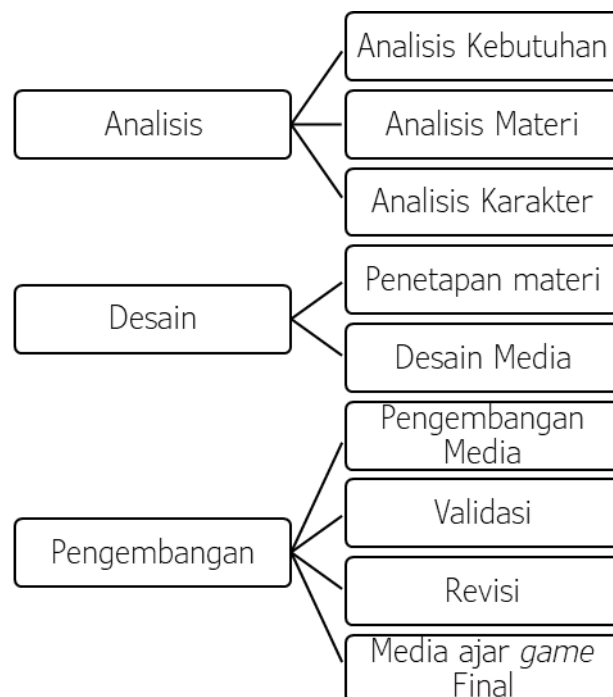 Analisis
Analisis Kebutuhan
Analisis Materi
Analisis Karakter
Desain
Penetapan materi
Desain Media
Pengembangan
Pengembangan
Media
Validasi
Revisi
Media ajar game
Final